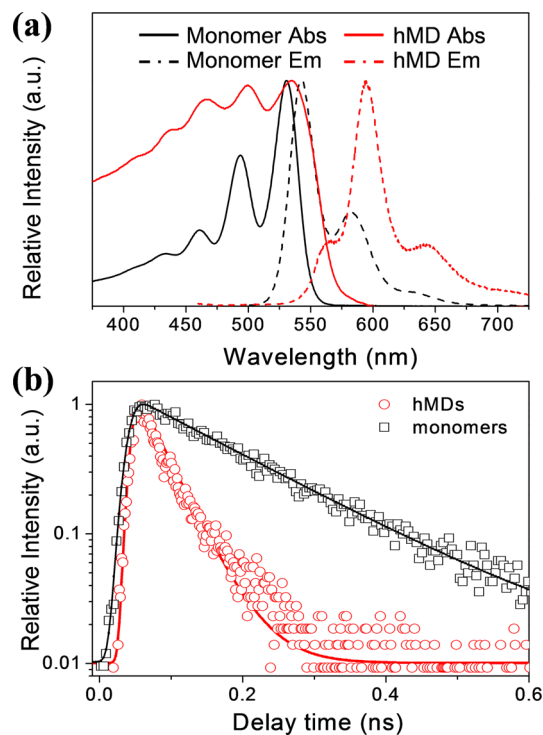 (a)
Monomer Abs
hMD Abs
Monomer Em
hMD Em
Relative Intensity (a.u.)
400 450 500 550 600 650 700
Wavelength (nm)
(b)
hMDs
monomers
Relative Intensity (a.u.)
1
0.1
0.01
0.0 0.2 0.4 0.6
Delay time (ns)